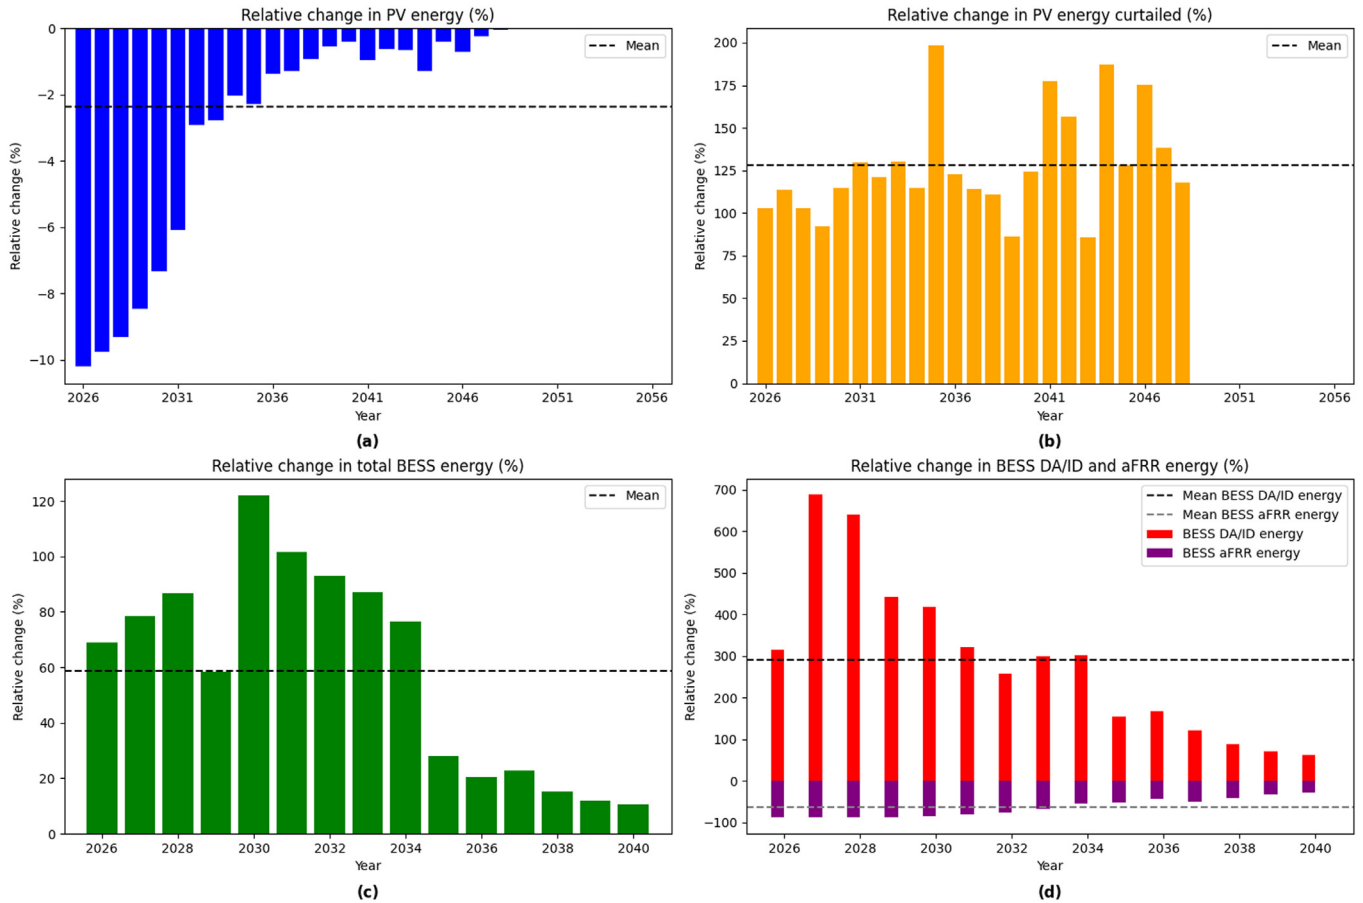 Relative change in PV energy (%)
Relative change (%)
0
−2
−4
−6
−8
−10
Mean
2026 2031 2036 2041 2046 2051 2056
Year
(a)
Relative change in PV energy curtailed (%)
Relative change (%)
200
175
150
125
100
75
50
25
0
Mean
2026 2031 2036 2041 2046 2051 2056
Year
(b)
Relative change in total BESS energy (%)
Relative change (%)
120
100
80
60
40
20
0
Mean
2026 2028 2030 2032 2034 2036 2038 2040
Year
(c)
Relative change in BESS DA/ID and aFRR energy (%)
Relative change (%)
700
600
500
400
300
200
100
0
−100
Mean BESS DA/ID energy
Mean BESS aFRR energy
BESS DA/ID energy
BESS aFRR energy
2026 2028 2030 2032 2034 2036 2038 2040
Year
(d)